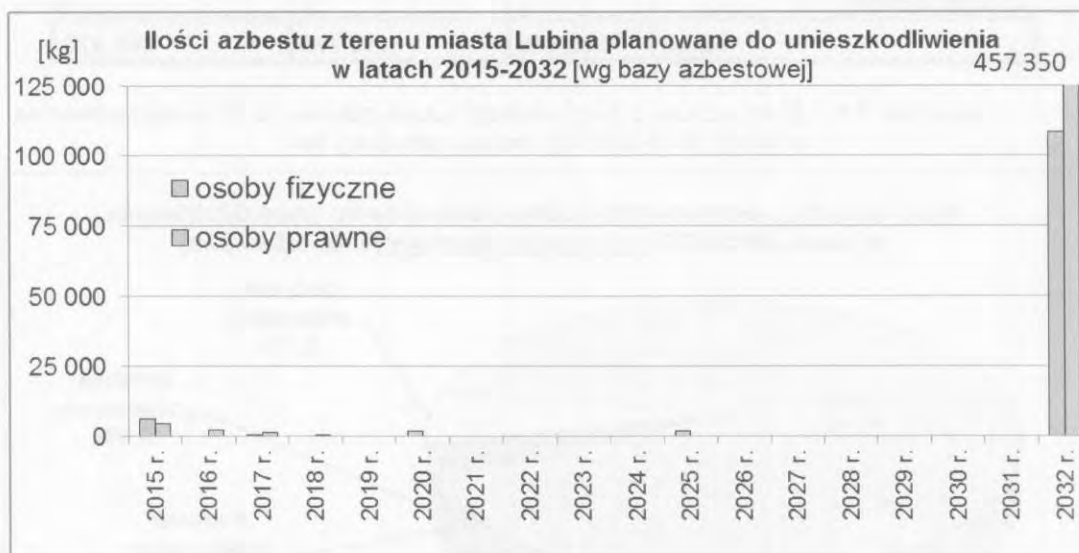 Ilości azbestu z terenu miasta Lubina planowane do unieszkodliwienia
w latach 2015-2032 [wg bazy azbestowej]
[kg]
457 350
125 000
100 000
75 000
50 000
25 000
0
osoby fizyczne
osoby prawne
2015 r.
2016 r.
2017 r.
2018 r.
2019 r.
2020 r.
2021 r.
2022 r.
2023 r.
2024 r.
2025 r.
2026 r.
2027 r.
2028 r.
2029 r.
2030 r.
2031 r.
2032 r.